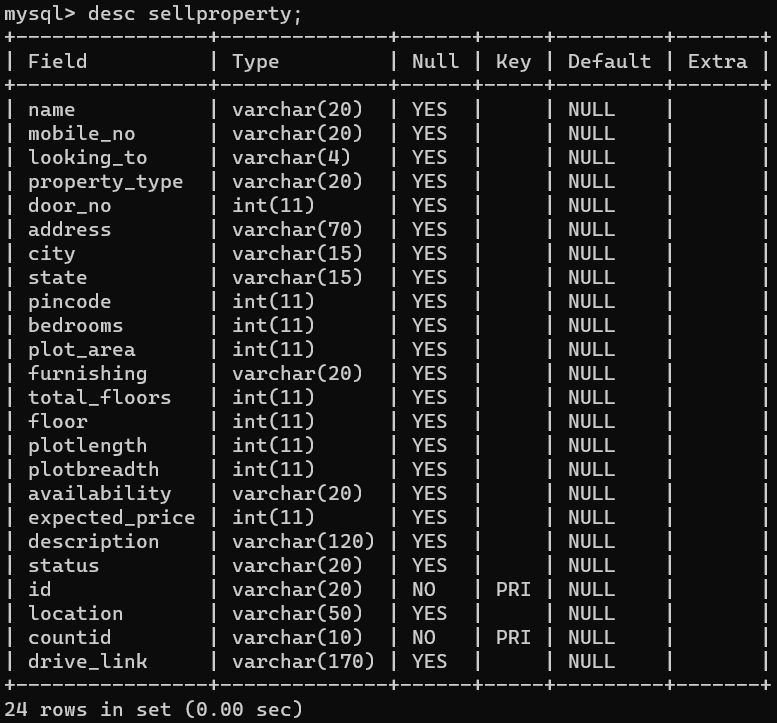 mysql> desc sellproperty;
+----------------+--------------+------+-----+---------+-------+
| Field          | Type         | Null | Key | Default | Extra |
+----------------+--------------+------+-----+---------+-------+
| name           | varchar(20)  | YES  |     | NULL    |       |
| mobile_no      | varchar(20)  | YES  |     | NULL    |       |
| looking_to     | varchar(4)   | YES  |     | NULL    |       |
| property_type  | varchar(20)  | YES  |     | NULL    |       |
| door_no        | int(11)      | YES  |     | NULL    |       |
| address        | varchar(70)  | YES  |     | NULL    |       |
| city           | varchar(15)  | YES  |     | NULL    |       |
| state          | varchar(15)  | YES  |     | NULL    |       |
| pincode        | int(11)      | YES  |     | NULL    |       |
| bedrooms       | int(11)      | YES  |     | NULL    |       |
| plot_area      | int(11)      | YES  |     | NULL    |       |
| furnishing     | varchar(20)  | YES  |     | NULL    |       |
| total_floors   | int(11)      | YES  |     | NULL    |       |
| floor          | int(11)      | YES  |     | NULL    |       |
| plotlength     | int(11)      | YES  |     | NULL    |       |
| plotbreadth    | int(11)      | YES  |     | NULL    |       |
| availability   | varchar(20)  | YES  |     | NULL    |       |
| expected_price | int(11)      | YES  |     | NULL    |       |
| description    | varchar(120) | YES  |     | NULL    |       |
| status         | varchar(20)  | YES  |     | NULL    |       |
| id             | varchar(20)  | NO   | PRI | NULL    |       |
| location       | varchar(50)  | YES  |     | NULL    |       |
| countid        | varchar(10)  | NO   | PRI | NULL    |       |
| drive_link     | varchar(170) | YES  |     | NULL    |       |
+----------------+--------------+------+-----+---------+-------+
24 rows in set (0.00 sec)